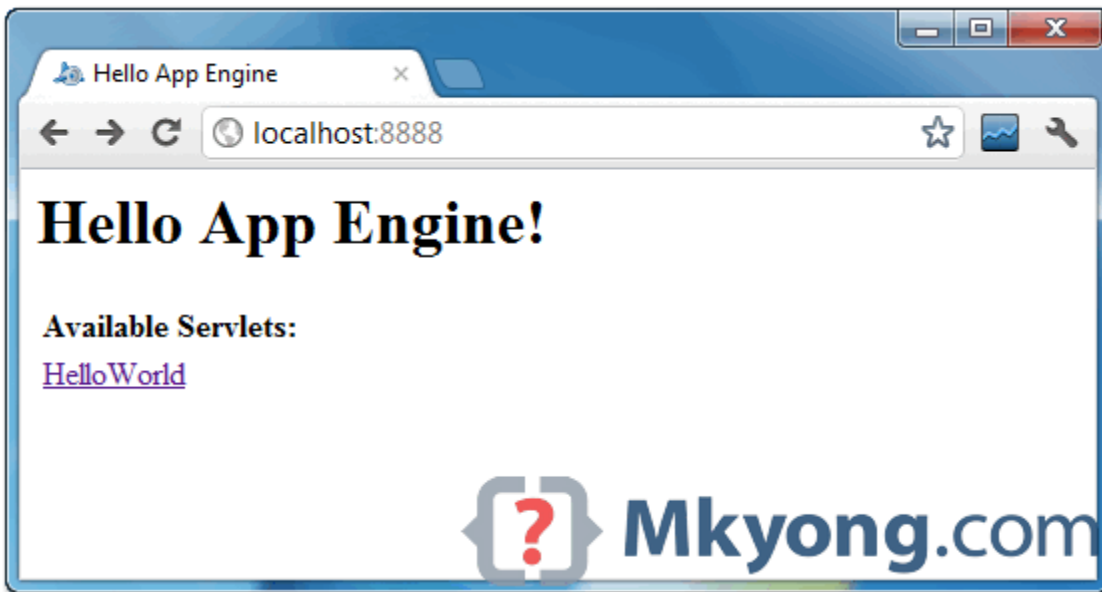 Hello App Engine
localhost:8888
Hello App Engine!
Available Servlets:
HelloWorld
{?} Mkyong.com